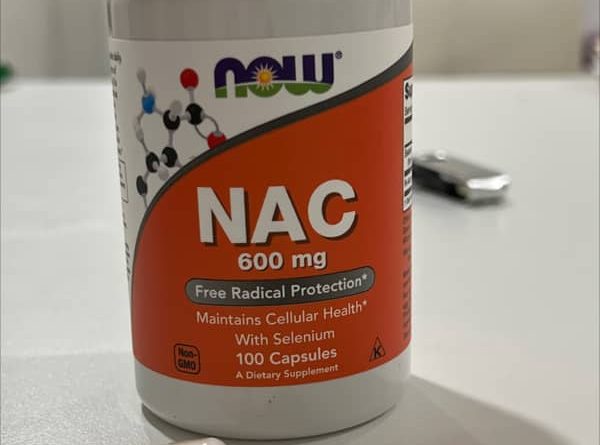 NOW®
NAC
600 mg
Free Radical Protection*
Maintains Cellular Health*
With Selenium
100 Capsules
A Dietary Supplement
Non-
GMO
K